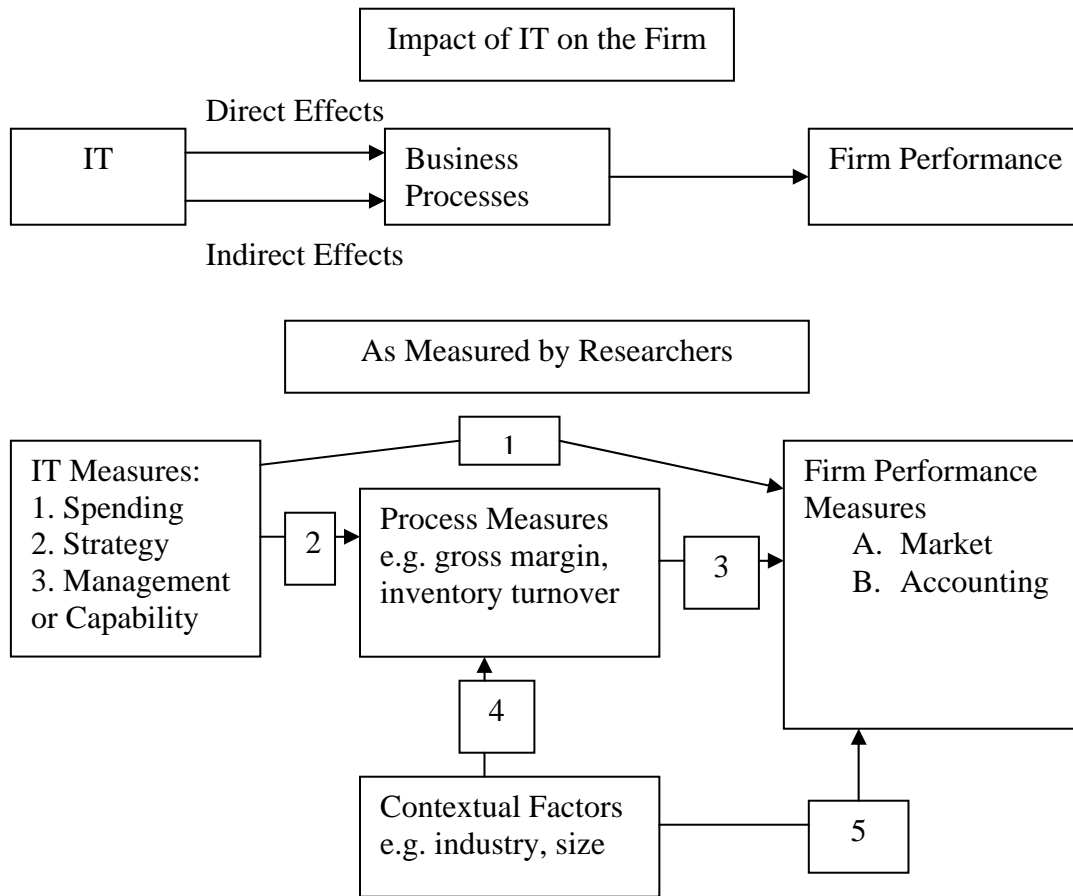 Impact of IT on the Firm
Direct Effects
IT
Business
Processes
Firm Performance
Indirect Effects
As Measured by Researchers
1
IT Measures:
1. Spending
2. Strategy
3. Management
or Capability
2
Process Measures
e.g. gross margin,
inventory turnover
3
Firm Performance
Measures
A. Market
B. Accounting
4
Contextual Factors
e.g. industry, size
5